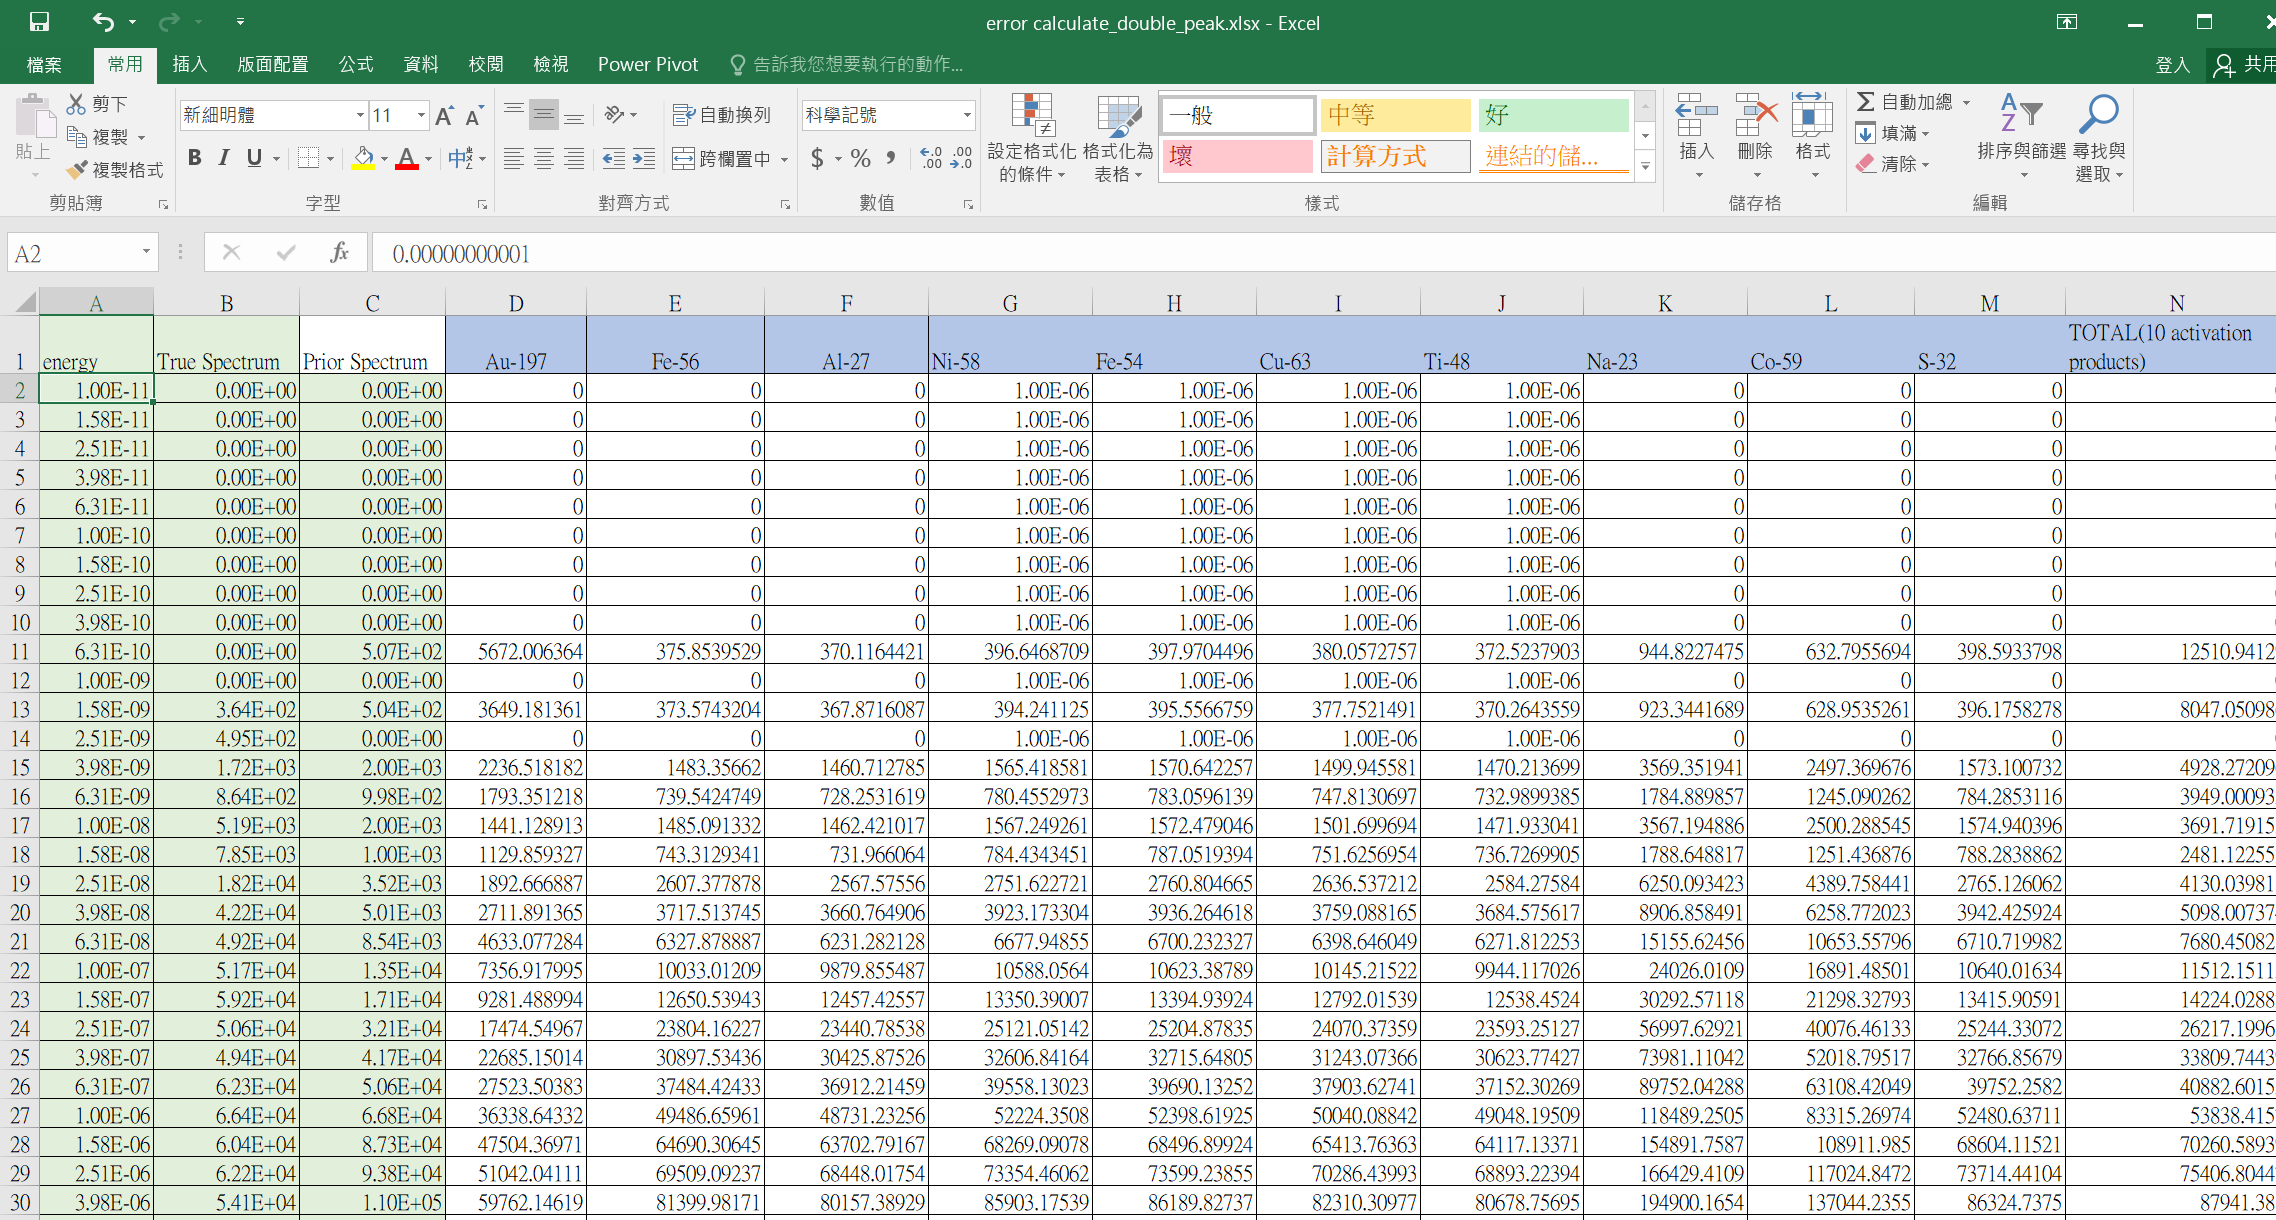 error calculate_double_peak.xlsx - Excel
檔案 常用 插入 版面配置 公式 資料 校閱 檢視 Power Pivot 告訴我您想要執行的動作... 登入 共用
貼上 剪下 複製 複製格式 剪貼簿
新細明體 11 B I U A 字型
自動換列 跨欄置中 對齊方式
科學記號 $ % 數值
設定格式化的條件 格式化為表格 一般 中等 好 壞 計算方式 連結的儲... 樣式
插入 刪除 格式 儲存格
自動加總 填滿 清除 排序與篩選 尋找與選取 編輯
A2 fx 0.00000000001
A B C D E F G H I J K L M N
1 energy True Spectrum Prior Spectrum Au-197 Fe-56 Al-27 Ni-58 Fe-54 Cu-63 Ti-48 Na-23 Co-59 S-32 TOTAL(10 activation products)
2 1.00E-11 0.00E+00 0.00E+00 0 0 0 1.00E-06 1.00E-06 1.00E-06 1.00E-06 0 0 0
3 1.58E-11 0.00E+00 0.00E+00 0 0 0 1.00E-06 1.00E-06 1.00E-06 1.00E-06 0 0 0
4 2.51E-11 0.00E+00 0.00E+00 0 0 0 1.00E-06 1.00E-06 1.00E-06 1.00E-06 0 0 0
5 3.98E-11 0.00E+00 0.00E+00 0 0 0 1.00E-06 1.00E-06 1.00E-06 1.00E-06 0 0 0
6 6.31E-11 0.00E+00 0.00E+00 0 0 0 1.00E-06 1.00E-06 1.00E-06 1.00E-06 0 0 0
7 1.00E-10 0.00E+00 0.00E+00 0 0 0 1.00E-06 1.00E-06 1.00E-06 1.00E-06 0 0 0
8 1.58E-10 0.00E+00 0.00E+00 0 0 0 1.00E-06 1.00E-06 1.00E-06 1.00E-06 0 0 0
9 2.51E-10 0.00E+00 0.00E+00 0 0 0 1.00E-06 1.00E-06 1.00E-06 1.00E-06 0 0 0
10 3.98E-10 0.00E+00 0.00E+00 0 0 0 1.00E-06 1.00E-06 1.00E-06 1.00E-06 0 0 0
11 6.31E-10 0.00E+00 5.07E+02 5672.006364 375.8539529 370.1164421 396.6468709 397.9704496 380.0572757 372.5237903 944.8227475 632.7955694 398.5933798 12510.9412
12 1.00E-09 0.00E+00 0.00E+00 0 0 0 1.00E-06 1.00E-06 1.00E-06 1.00E-06 0 0 0
13 1.58E-09 3.64E+02 5.04E+02 3649.181361 373.5743204 367.8716087 394.241125 395.5566759 377.7521491 370.2643559 923.3441689 628.9535261 396.1758278 8047.05098
14 2.51E-09 4.95E+02 0.00E+00 0 0 0 1.00E-06 1.00E-06 1.00E-06 1.00E-06 0 0 0
15 3.98E-09 1.72E+03 2.00E+03 2236.518182 1483.35662 1460.712785 1565.418581 1570.642257 1499.945581 1470.213699 3569.351941 2497.369676 1573.100732 4928.27209
16 6.31E-09 8.64E+02 9.98E+02 1793.351218 739.5424749 728.2531619 780.4552973 783.0596139 747.8130697 732.9899385 1784.889857 1245.090262 784.2853116 3949.00093
17 1.00E-08 5.19E+03 2.00E+03 1441.128913 1485.091332 1462.421017 1567.249261 1572.479046 1501.699694 1471.933041 3567.194886 2500.288545 1574.940396 3691.71915
18 1.58E-08 7.85E+03 1.00E+03 1129.859327 743.3129341 731.966064 784.4343451 787.0519394 751.6256954 736.7269905 1788.648817 1251.436876 788.2838862 2481.12255
19 2.51E-08 1.82E+04 3.52E+03 1892.666887 2607.377878 2567.57556 2751.622721 2760.804665 2636.537212 2584.27584 6250.093423 4389.758441 2765.126062 4130.03981
20 3.98E-08 4.22E+04 5.01E+03 2711.891365 3717.513745 3660.764906 3923.173304 3936.264618 3759.088165 3684.575617 8906.858491 6258.772023 3942.425924 5098.00737
21 6.31E-08 4.92E+04 8.54E+03 4633.077284 6327.878887 6231.282128 6677.94855 6700.232327 6398.646049 6271.812253 15155.62456 10653.55796 6710.719982 7680.45082
22 1.00E-07 5.17E+04 1.35E+04 7356.917995 10033.01209 9879.855487 10588.0564 10623.38789 10145.21522 9944.117026 24026.0109 16891.48501 10640.01634 11512.1511
23 1.58E-07 5.92E+04 1.71E+04 9281.488994 12650.53943 12457.42557 13350.39007 13394.93924 12792.01539 12538.4524 30292.57118 21298.32793 13415.90591 14224.0288
24 2.51E-07 5.06E+04 3.21E+04 17474.54967 23804.16227 23440.78538 25121.05142 25204.87835 24070.37359 23593.25127 56997.62921 40076.46133 25244.33072 26217.1996
25 3.98E-07 4.94E+04 4.17E+04 22685.15014 30897.53436 30425.87526 32606.84164 32715.64805 31243.07366 30623.77427 73981.11042 52018.79517 32766.85679 33809.7443
26 6.31E-07 6.23E+04 5.06E+04 27523.50383 37484.42433 36912.21459 39558.13023 39690.13252 37903.62741 37152.30269 89752.04288 63108.42049 39752.2582 40882.6015
27 1.00E-06 6.64E+04 6.68E+04 36338.64332 49486.65961 48731.23256 52224.3508 52398.61925 50040.08842 49048.19509 118489.2505 83315.26974 52480.63711 53838.415
28 1.58E-06 6.04E+04 8.73E+04 47504.36971 64690.30645 63702.79167 68269.09078 68496.89924 65413.76363 64117.13371 154891.7587 108911.985 68604.11521 70260.5893
29 2.51E-06 6.22E+04 9.38E+04 51042.04111 69509.09237 68448.01754 73354.46062 73599.23855 70286.43993 68893.22394 166429.4109 117024.8472 73714.44104 75406.8044
30 3.98E-06 5.41E+04 1.10E+05 59762.14619 81399.98171 80157.38929 85903.17539 86189.82737 82310.30977 80678.75695 194900.1654 137044.2355 86324.7375 87941.38